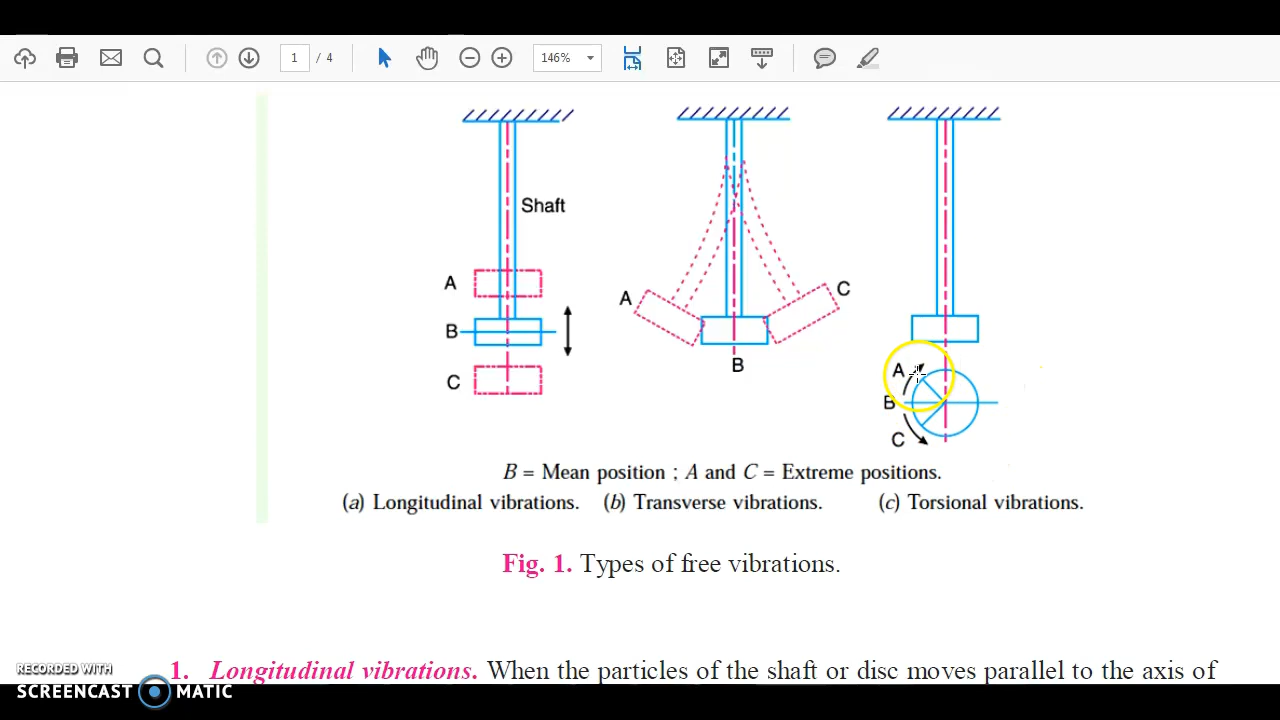 1 / 4
146%
Shaft
A
B
C
A
B
C
A
B
C
B = Mean position ; A and C = Extreme positions.
(a) Longitudinal vibrations. (b) Transverse vibrations. (c) Torsional vibrations.
Fig. 1. Types of free vibrations.
1. Longitudinal vibrations. When the particles of the shaft or disc moves parallel to the axis of
RECORDED WITH
SCREENCAST MATIC